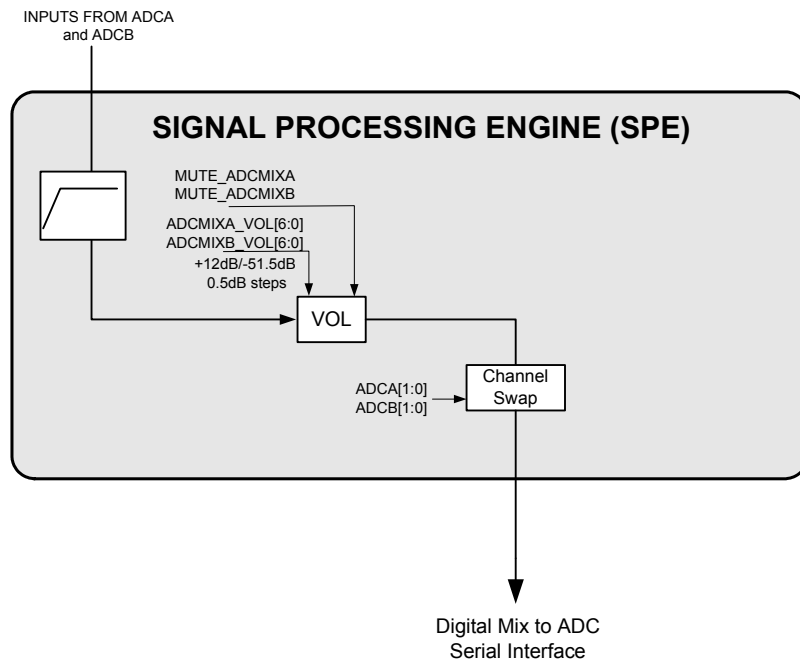 INPUTS FROM ADCA
and ADCB
SIGNAL PROCESSING ENGINE (SPE)
MUTE_ADCMIXA
MUTE_ADCMIXB
ADCMIXA_VOL[6:0]
ADCMIXB_VOL[6:0]
+12dB/-51.5dB
0.5dB steps
VOL
Channel
Swap
ADCA[1:0]
ADCB[1:0]
Digital Mix to ADC
Serial Interface